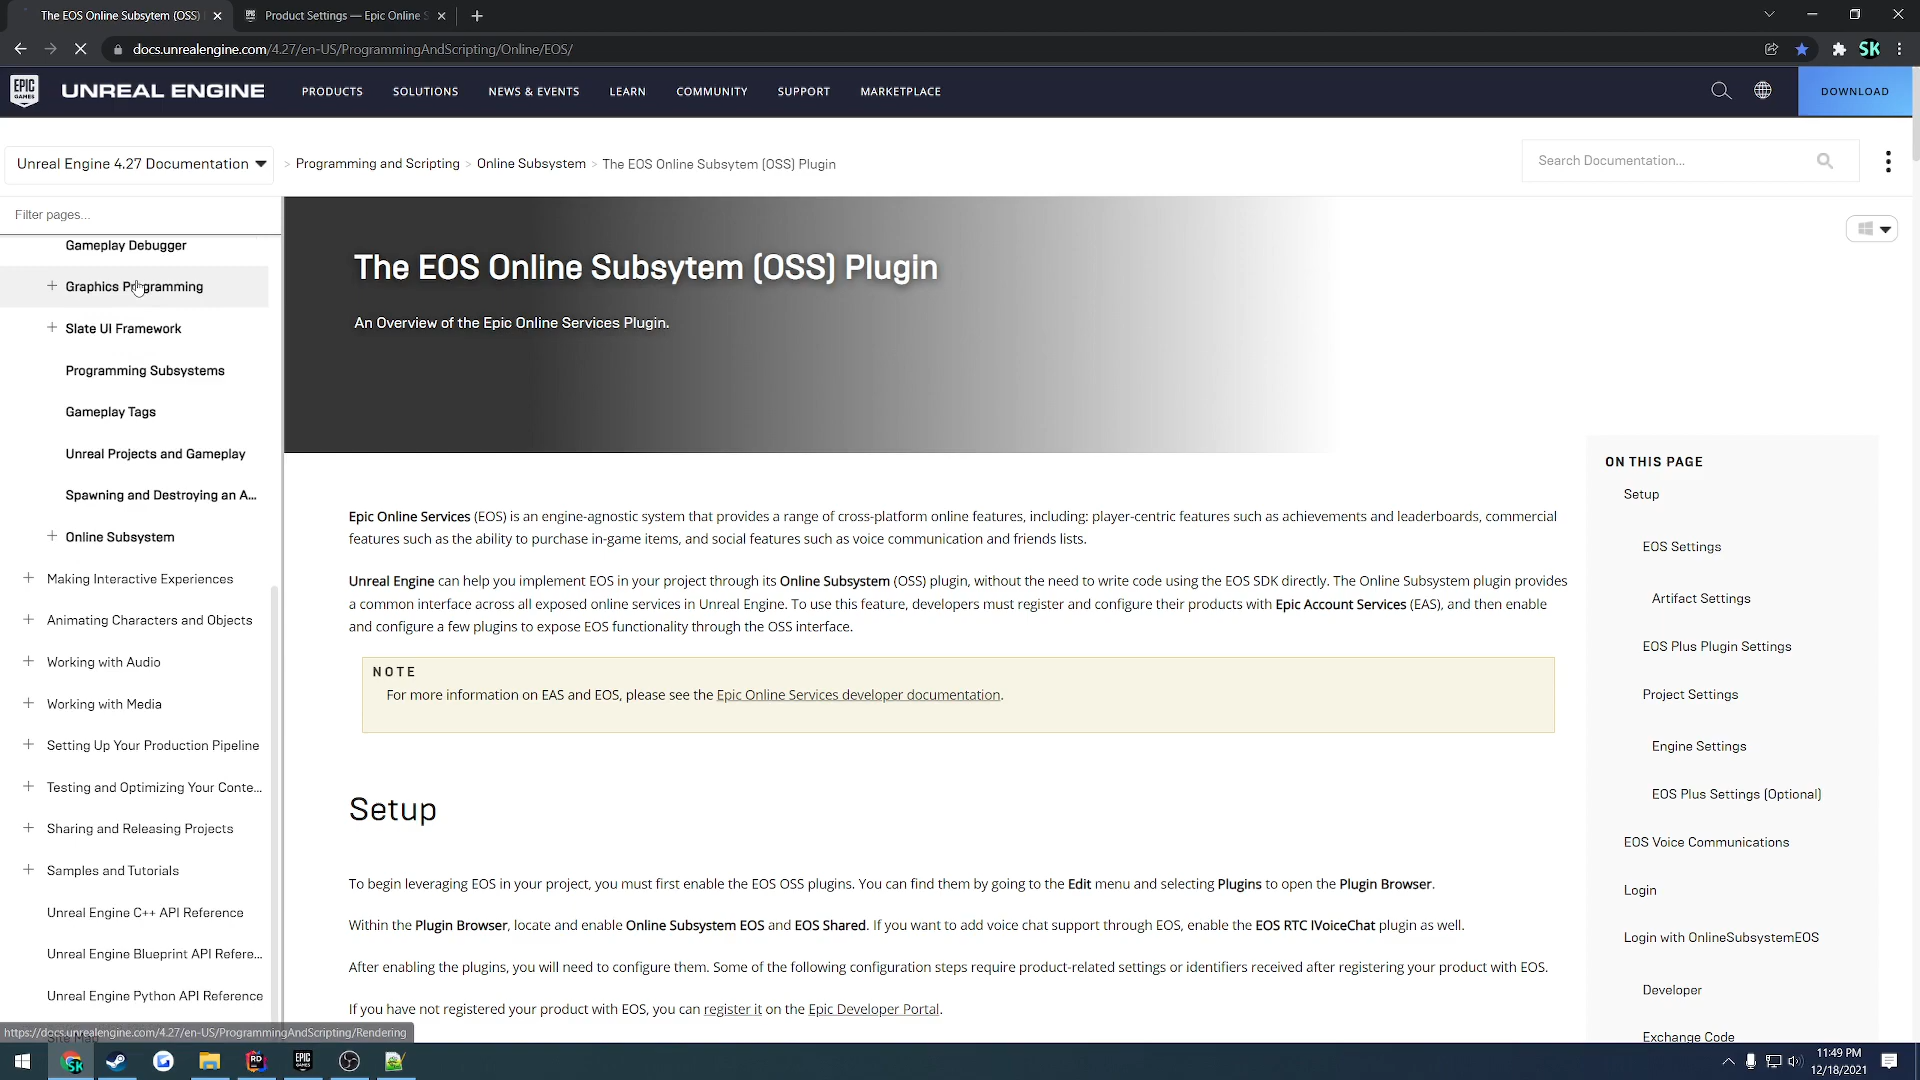 The EOS Online Subsytem (OSS)
Product Settings — Epic Online S
docs.unrealengine.com/4.27/en-US/ProgrammingAndScripting/Online/EOS/
SK
EPIC GAMES
UNREAL ENGINE
PRODUCTS
SOLUTIONS
NEWS & EVENTS
LEARN
COMMUNITY
SUPPORT
MARKETPLACE
DOWNLOAD
Unreal Engine 4.27 Documentation
> Programming and Scripting > Online Subsystem > The EOS Online Subsytem (OSS) Plugin
Search Documentation...
Filter pages...
Gameplay Debugger
Graphics Programming
Slate UI Framework
Programming Subsystems
Gameplay Tags
Unreal Projects and Gameplay
Spawning and Destroying an A...
Online Subsystem
Making Interactive Experiences
Animating Characters and Objects
Working with Audio
Working with Media
Setting Up Your Production Pipeline
Testing and Optimizing Your Conte...
Sharing and Releasing Projects
Samples and Tutorials
Unreal Engine C++ API Reference
Unreal Engine Blueprint API Refere...
Unreal Engine Python API Reference
Site Map
https://docs.unrealengine.com/4.27/en-US/ProgrammingAndScripting/Rendering
The EOS Online Subsytem (OSS) Plugin
An Overview of the Epic Online Services Plugin.
Epic Online Services (EOS) is an engine-agnostic system that provides a range of cross-platform online features, including: player-centric features such as achievements and leaderboards, commercial
features such as the ability to purchase in-game items, and social features such as voice communication and friends lists.
Unreal Engine can help you implement EOS in your project through its Online Subsystem (OSS) plugin, without the need to write code using the EOS SDK directly. The Online Subsystem plugin provides
a common interface across all exposed online services in Unreal Engine. To use this feature, developers must register and configure their products with Epic Account Services (EAS), and then enable
and configure a few plugins to expose EOS functionality through the OSS interface.
NOTE
For more information on EAS and EOS, please see the Epic Online Services developer documentation.
Setup
To begin leveraging EOS in your project, you must first enable the EOS OSS plugins. You can find them by going to the Edit menu and selecting Plugins to open the Plugin Browser.
Within the Plugin Browser, locate and enable Online Subsystem EOS and EOS Shared. If you want to add voice chat support through EOS, enable the EOS RTC IVoiceChat plugin as well.
After enabling the plugins, you will need to configure them. Some of the following configuration steps require product-related settings or identifiers received after registering your product with EOS.
If you have not registered your product with EOS, you can register it on the Epic Developer Portal.
ON THIS PAGE
Setup
EOS Settings
Artifact Settings
EOS Plus Plugin Settings
Project Settings
Engine Settings
EOS Plus Settings (Optional)
EOS Voice Communications
Login
Login with OnlineSubsystemEOS
Developer
Exchange Code
SK
RD
EPIC GAMES
11:49 PM
12/18/2021